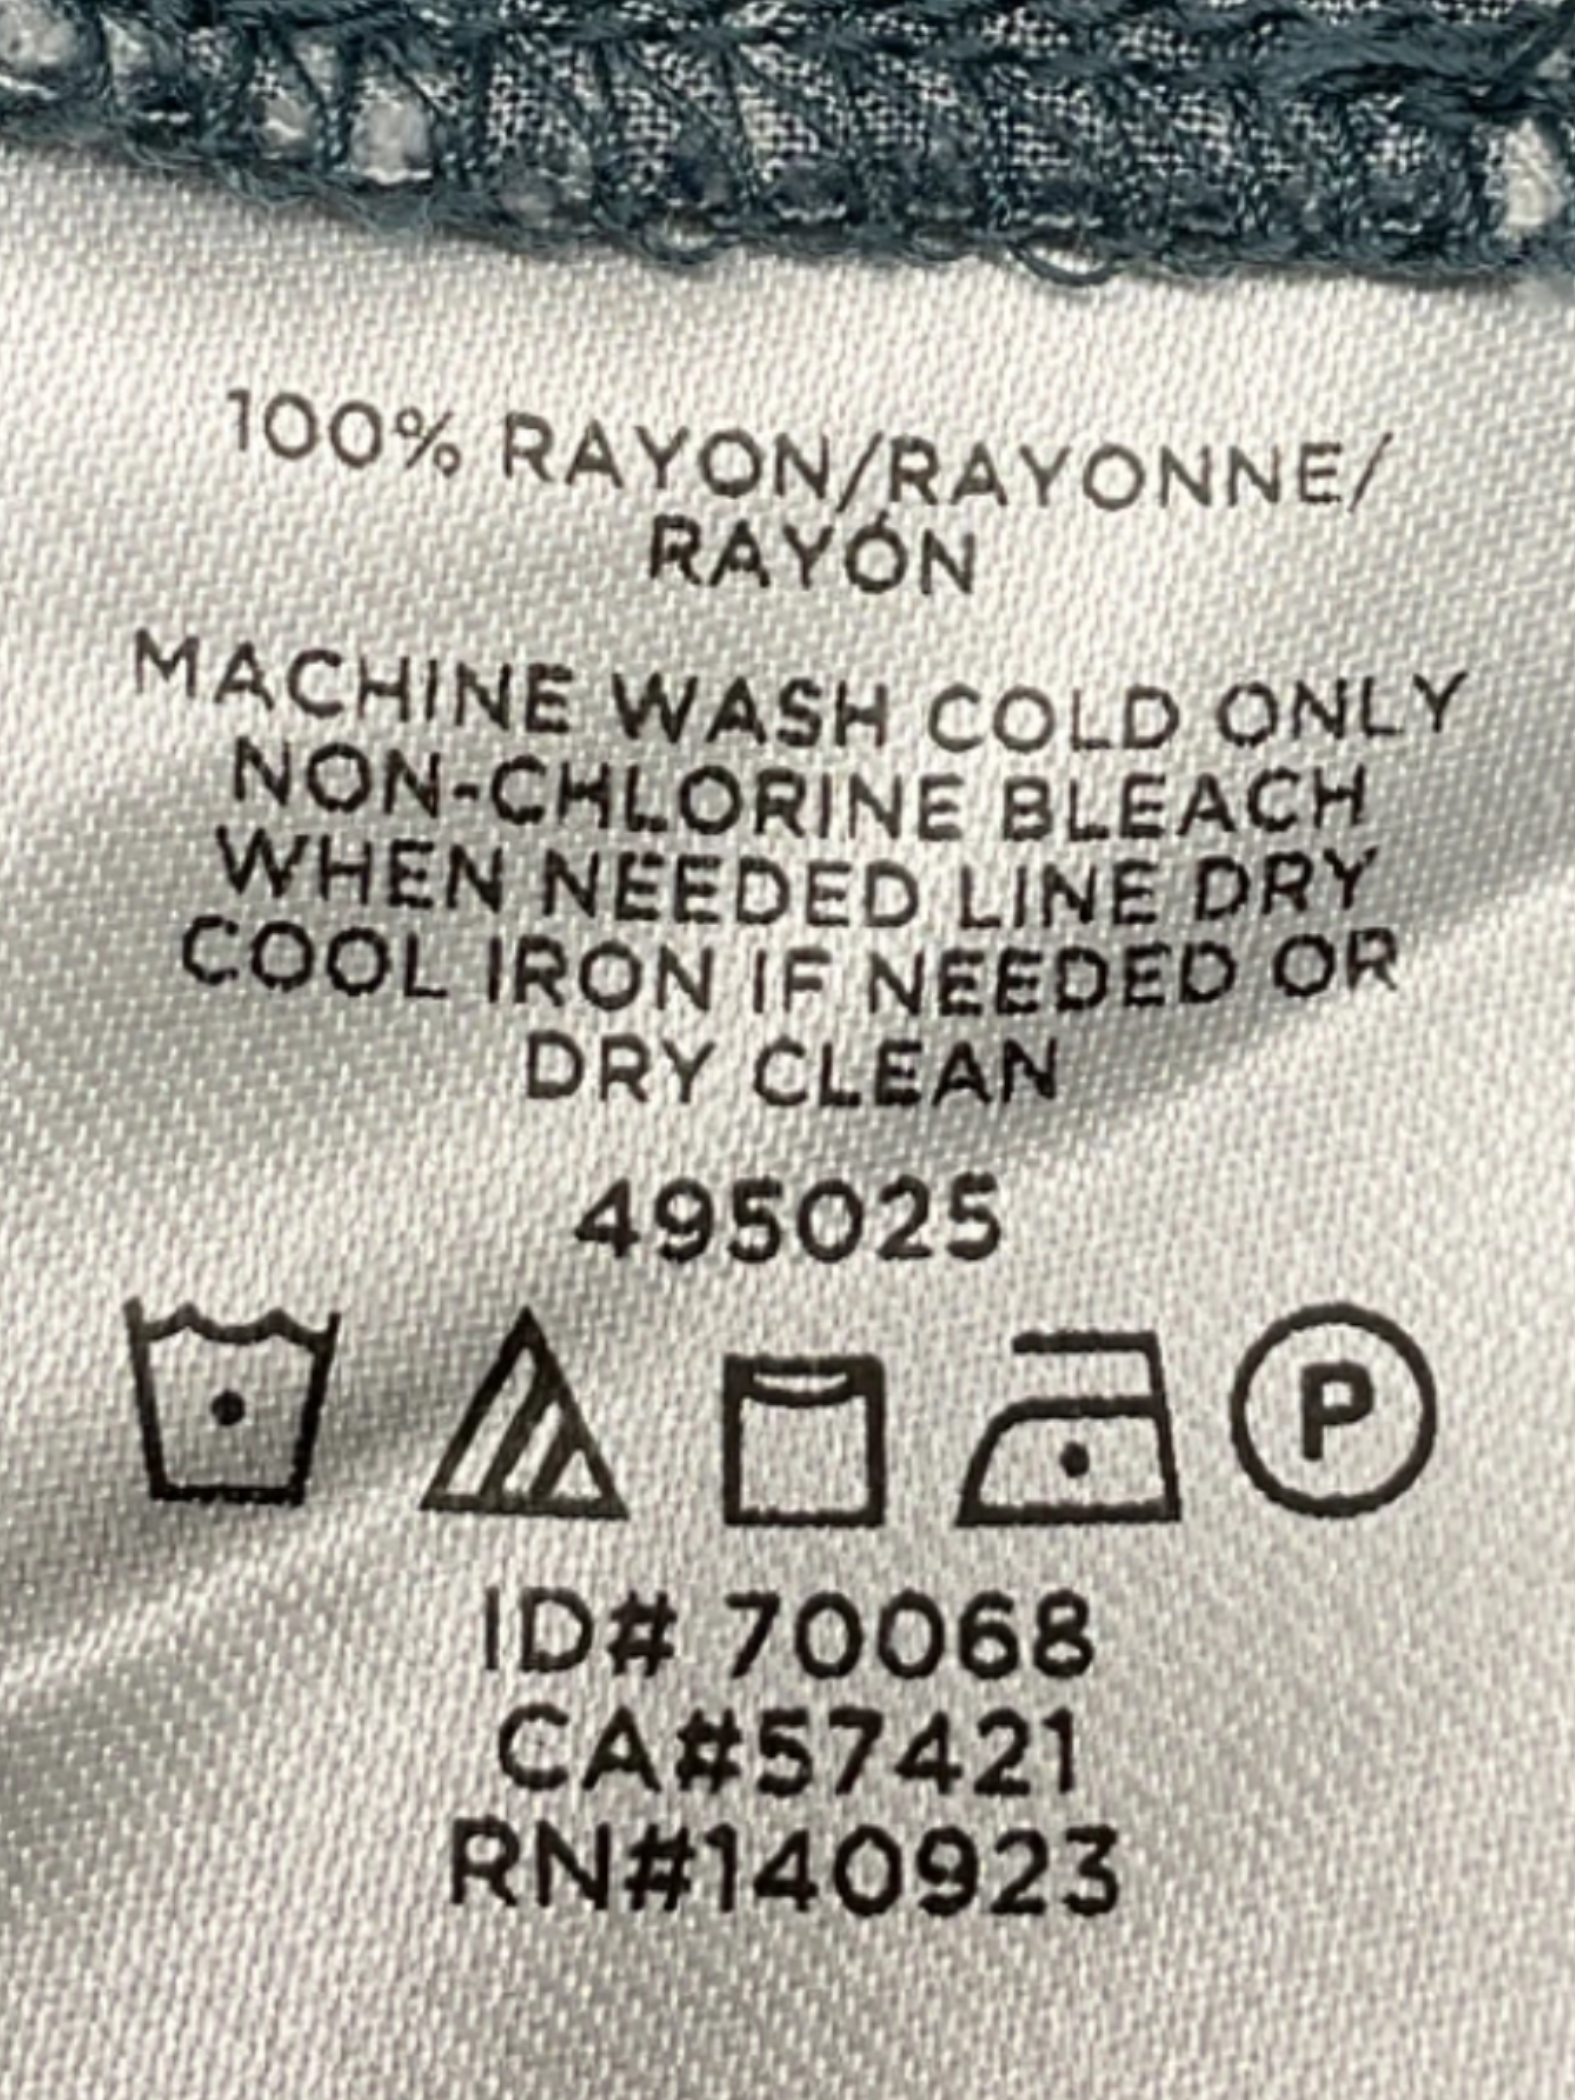 100% RAYON/RAYONNE/
RAYÓN
MACHINE WASH COLD ONLY
NON-CHLORINE BLEACH
WHEN NEEDED LINE DRY
COOL IRON IF NEEDED OR
DRY CLEAN
495025
P
ID# 70068
CA#57421
RN#140923